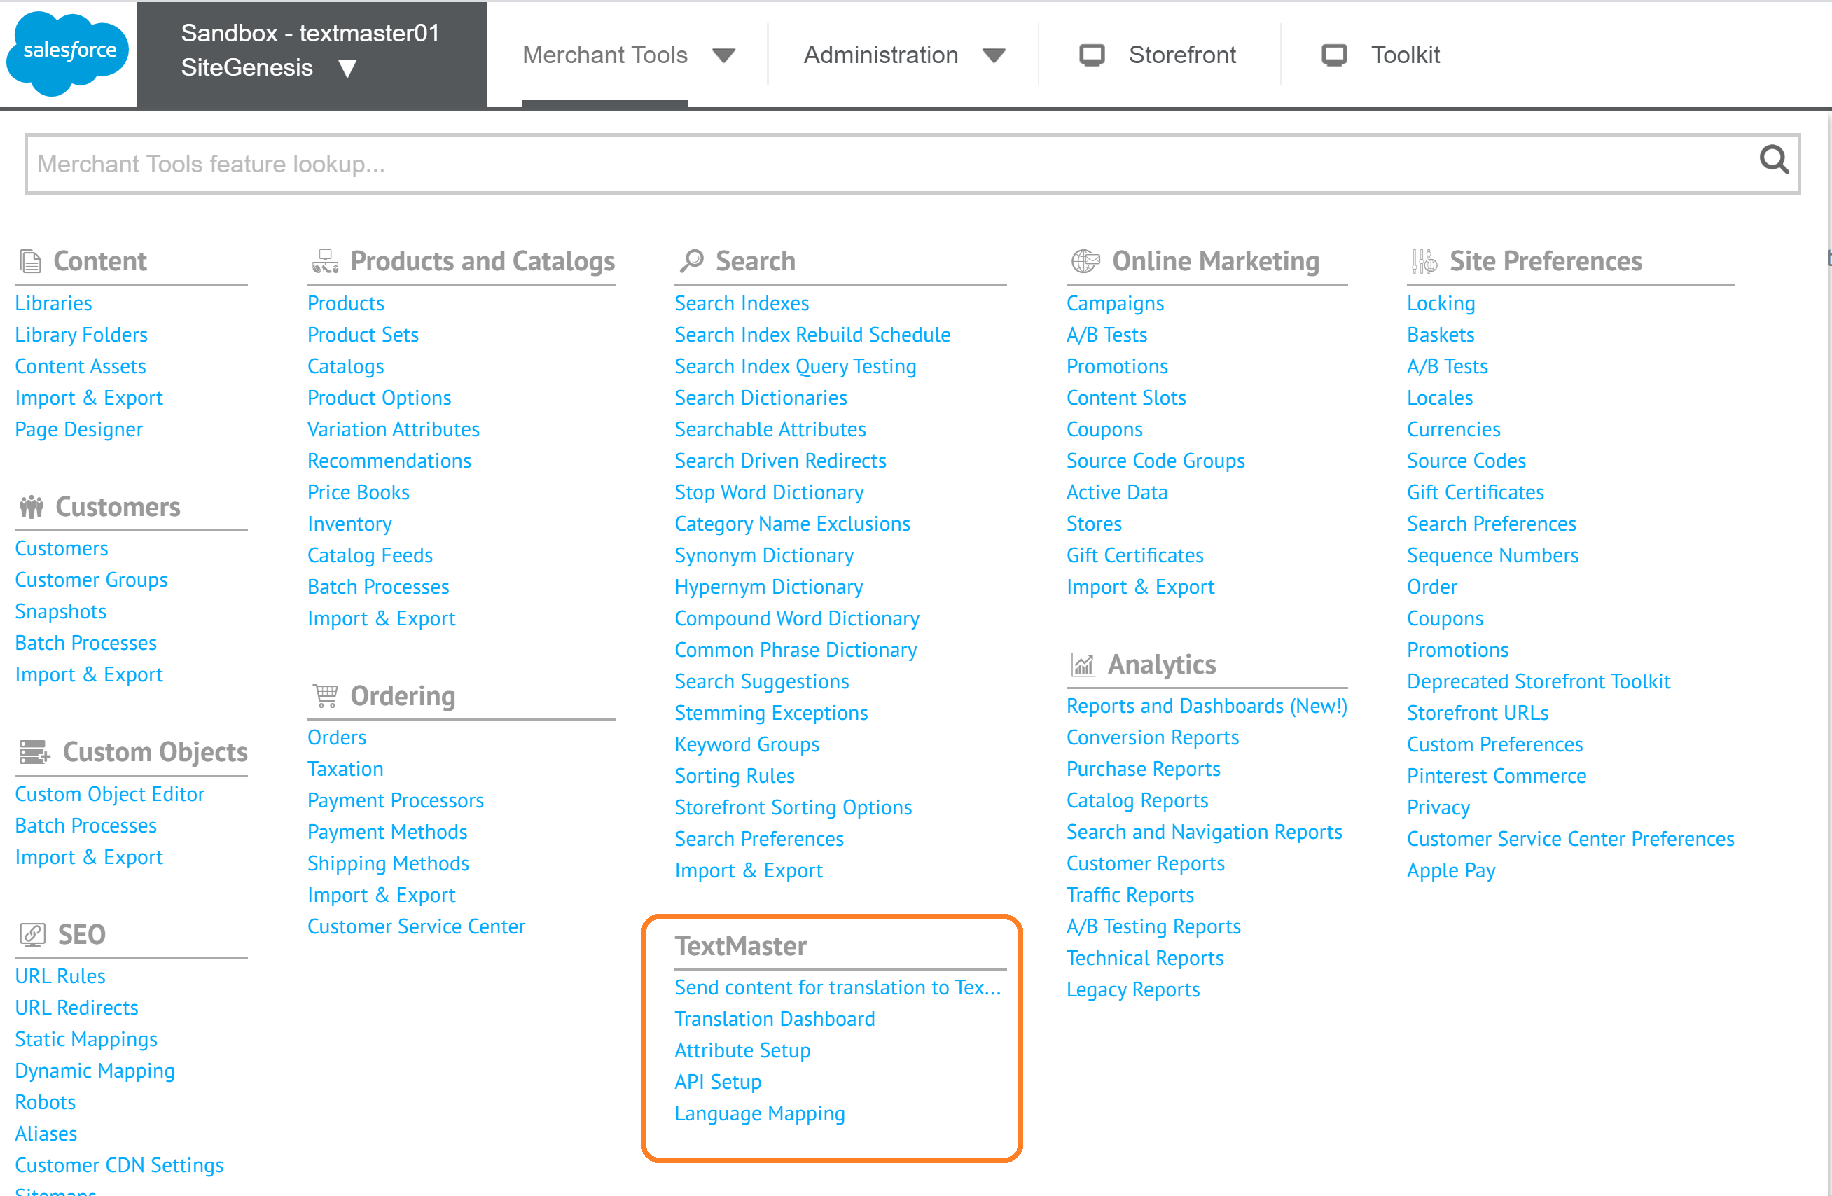 salesforce
Sandbox - textmaster01
SiteGenesis
Merchant Tools
Administration
Storefront
Toolkit
Merchant Tools feature lookup...
Content
Libraries
Library Folders
Content Assets
Import & Export
Page Designer
Customers
Customers
Customer Groups
Snapshots
Batch Processes
Import & Export
Custom Objects
Custom Object Editor
Batch Processes
Import & Export
SEO
URL Rules
URL Redirects
Static Mappings
Dynamic Mapping
Robots
Aliases
Customer CDN Settings
Sitemaps
Products and Catalogs
Products
Product Sets
Catalogs
Product Options
Variation Attributes
Recommendations
Price Books
Inventory
Catalog Feeds
Batch Processes
Import & Export
Ordering
Orders
Taxation
Payment Processors
Payment Methods
Shipping Methods
Import & Export
Customer Service Center
Search
Search Indexes
Search Index Rebuild Schedule
Search Index Query Testing
Search Dictionaries
Searchable Attributes
Search Driven Redirects
Stop Word Dictionary
Category Name Exclusions
Synonym Dictionary
Hypernym Dictionary
Compound Word Dictionary
Common Phrase Dictionary
Search Suggestions
Stemming Exceptions
Keyword Groups
Sorting Rules
Storefront Sorting Options
Search Preferences
Import & Export
TextMaster
Send content for translation to Tex...
Translation Dashboard
Attribute Setup
API Setup
Language Mapping
Online Marketing
Campaigns
A/B Tests
Promotions
Content Slots
Coupons
Source Code Groups
Active Data
Stores
Gift Certificates
Import & Export
Analytics
Reports and Dashboards (New!)
Conversion Reports
Purchase Reports
Catalog Reports
Search and Navigation Reports
Customer Reports
Traffic Reports
A/B Testing Reports
Technical Reports
Legacy Reports
Site Preferences
Locking
Baskets
A/B Tests
Locales
Currencies
Source Codes
Gift Certificates
Search Preferences
Sequence Numbers
Order
Coupons
Promotions
Deprecated Storefront Toolkit
Storefront URLs
Custom Preferences
Pinterest Commerce
Privacy
Customer Service Center Preferences
Apple Pay